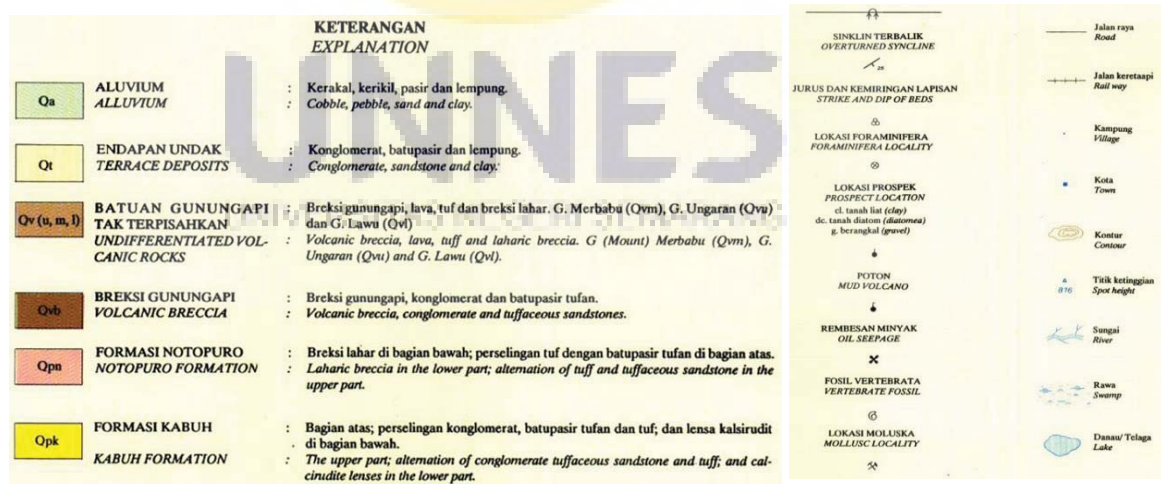 KETERANGAN
EXPLANATION
UNNES
Qa
ALUVIUM : Kerakal, kerikil, pasir dan lempung.
ALLUVIUM : Cobble, pebble, sand and clay.
Qt
ENDAPAN UNDAK : Konglomerat, batupasir dan lempung.
TERRACE DEPOSITS : Conglomerate, sandstone and clay.
Qv (u, m, l)
BATUAN GUNUNGAPI : Breksi gunungapi, lava, tuf dan breksi lahar. G. Merbabu (Qvm), G. Ungaran (Qvu)
TAK TERPISAHKAN dan G. Lawu (Qvl)
UNDIFFERENTIATED VOL- : Volcanic breccia, lava, tuff and laharic breccia. G (Mount) Merbabu (Qvm), G.
CANIC ROCKS Ungaran (Qvu) and G. Lawu (Qvl).
Qvb
BREKSI GUNUNGAPI : Breksi gunungapi, konglomerat dan batupasir tufan.
VOLCANIC BRECCIA : Volcanic breccia, conglomerate and tuffaceous sandstones.
Qpn
FORMASI NOTOPURO : Breksi lahar di bagian bawah; perselingan tuf dengan batupasir tufan di bagian atas.
NOTOPURO FORMATION : Laharic breccia in the lower part; alternation of tuff and tuffaceous sandstone in the
upper part.
Qpk
FORMASI KABUH : Bagian atas; perselingan konglomerat, batupasir tufan dan tuf; dan lensa kalsirudit
di bagian bawah.
KABUH FORMATION : The upper part; alternation of conglomerate tuffaceous sandstone and tuff; and cal-
cirudite lenses in the lower part.
SINKLIN TERBALIK
OVERTURNED SYNCLINE
JURUS DAN KEMIRINGAN LAPISAN
STRIKE AND DIP OF BEDS
LOKASI FORAMINIFERA
FORAMINIFERA LOCALITY
LOKASI PROSPEK
PROSPECT LOCATION
cl. tanah liat (clay)
dc. tanah diatom (diatomea)
g. berangkal (gravel)
POTON
MUD VOLCANO
REMBESAN MINYAK
OIL SEEPAGE
FOSIL VERTEBRATA
VERTEBRATE FOSSIL
LOKASI MOLUSKA
MOLLUSC LOCALITY
Jalan raya
Road
Jalan keretaapi
Rail way
Kampung
Village
Kota
Town
Kontur
Contour
Titik ketinggian
816 Spot height
Sungai
River
Rawa
Swamp
Danau/ Telaga
Lake